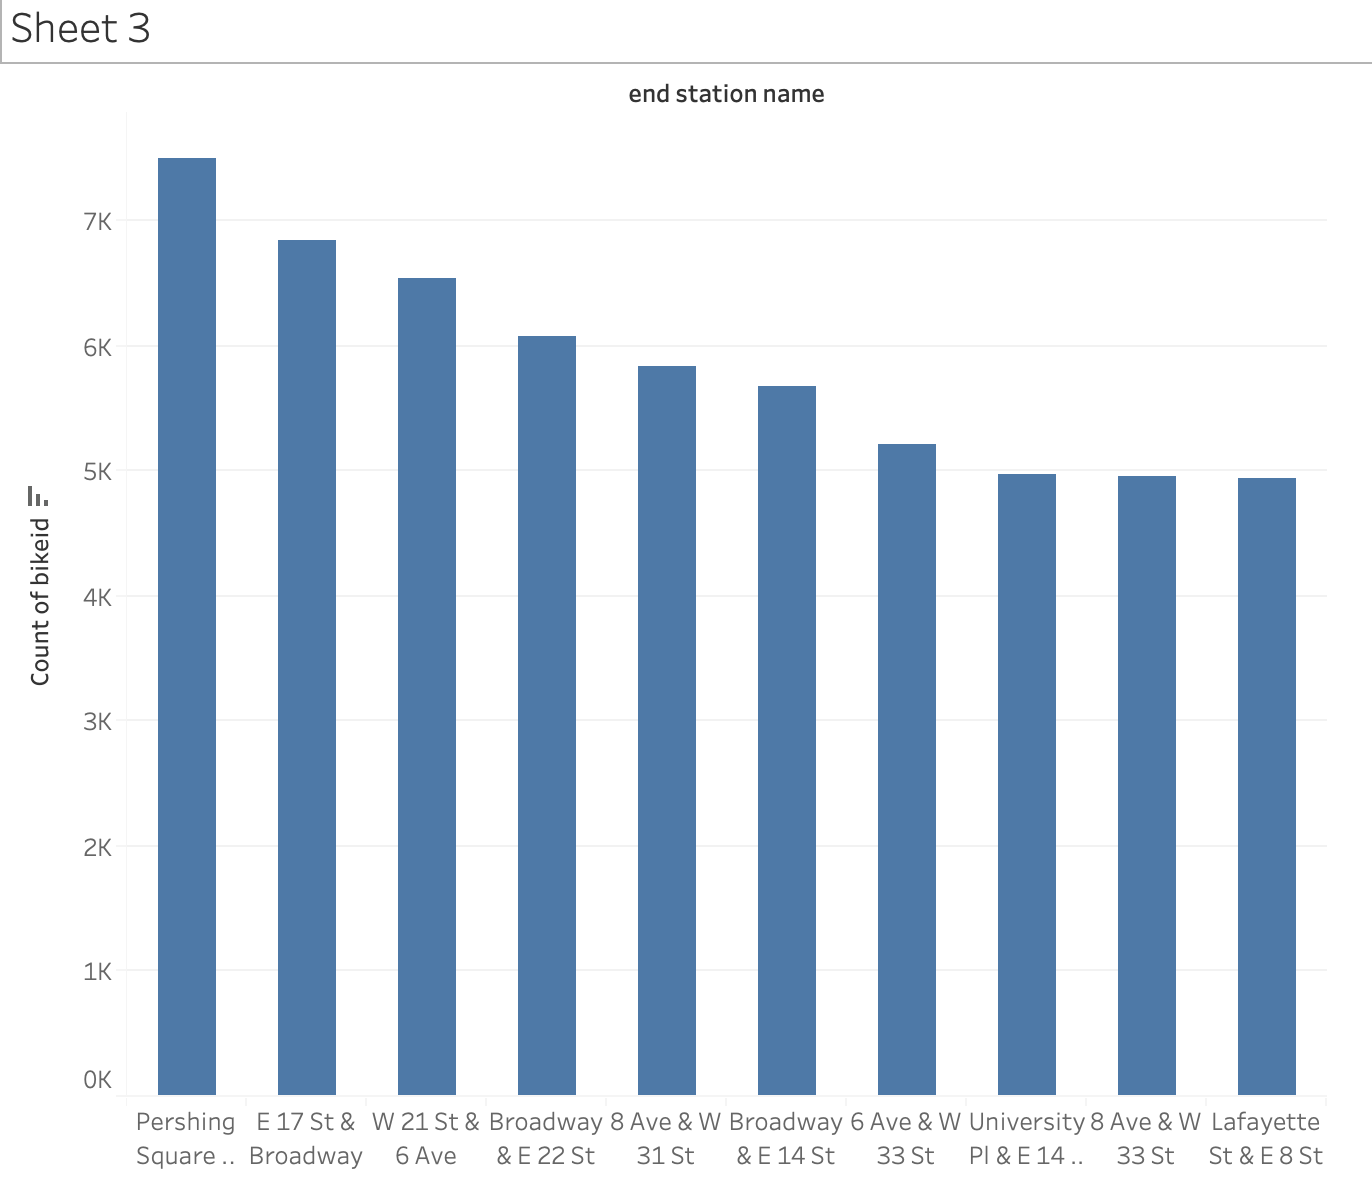 Sheet 3
end station name
7K
6K
5K
4K
3K
2K
1K
0K
Count of bikeid
Pershing
Square ..
E 17 St &
Broadway
W 21 St &
6 Ave
Broadway
& E 22 St
8 Ave & W
31 St
Broadway
& E 14 St
6 Ave & W
33 St
University
Pl & E 14 ..
8 Ave & W
33 St
Lafayette
St & E 8 St